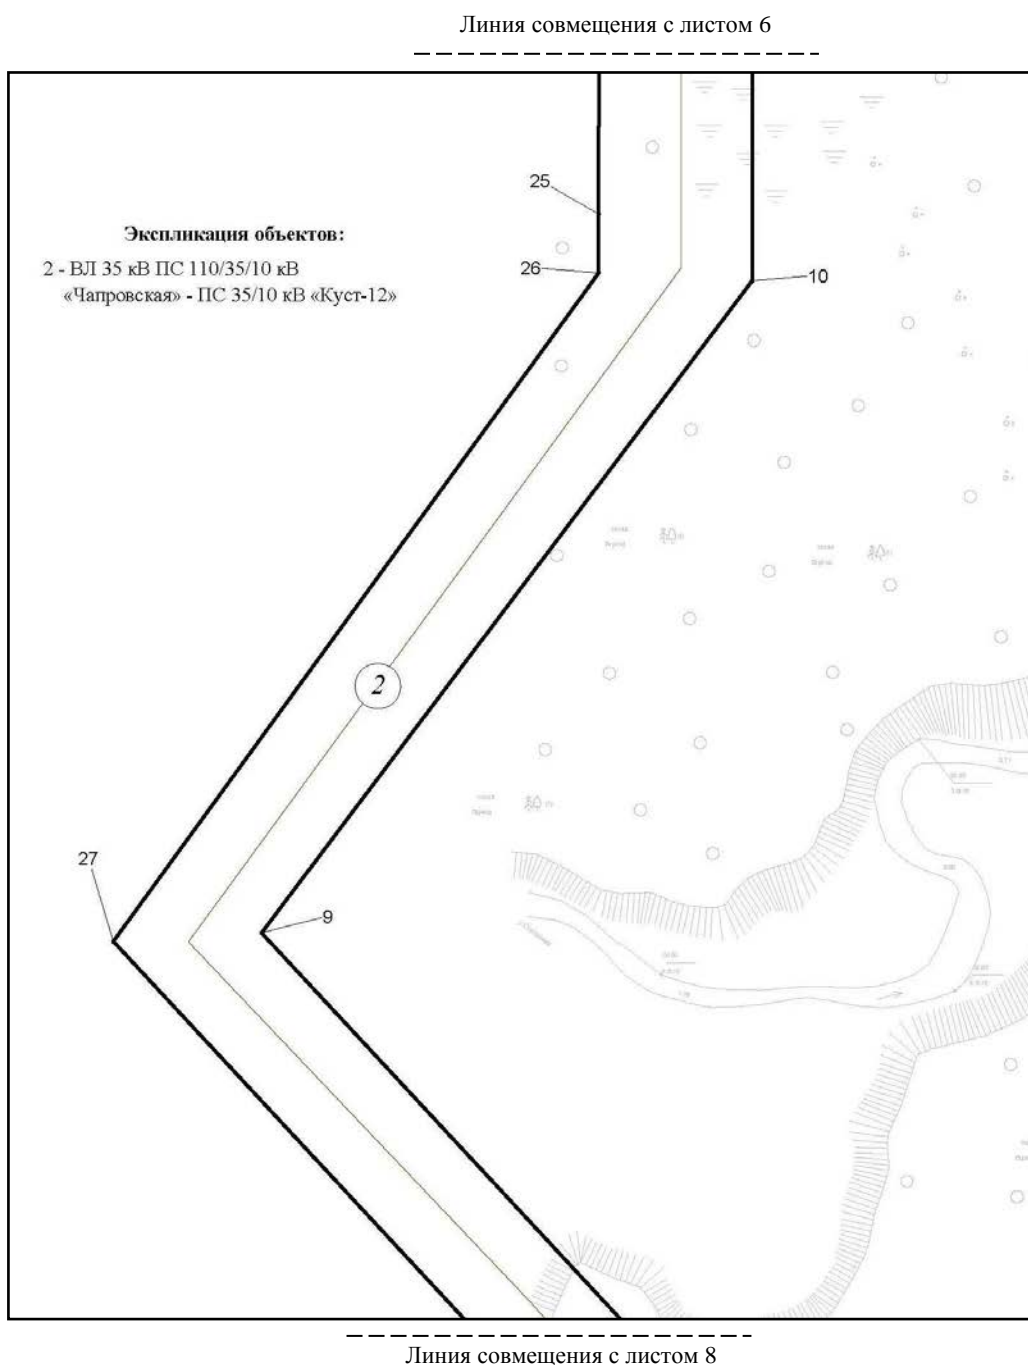 Линия совмещения с листом 6
25
Экспликация объектов:
2 - ВЛ 35 кВ ПС 110/35/10 кВ
«Чапровская» - ПС 35/10 кВ «Куст-12»
26
10
2
27
9
Линия совмещения с листом 8